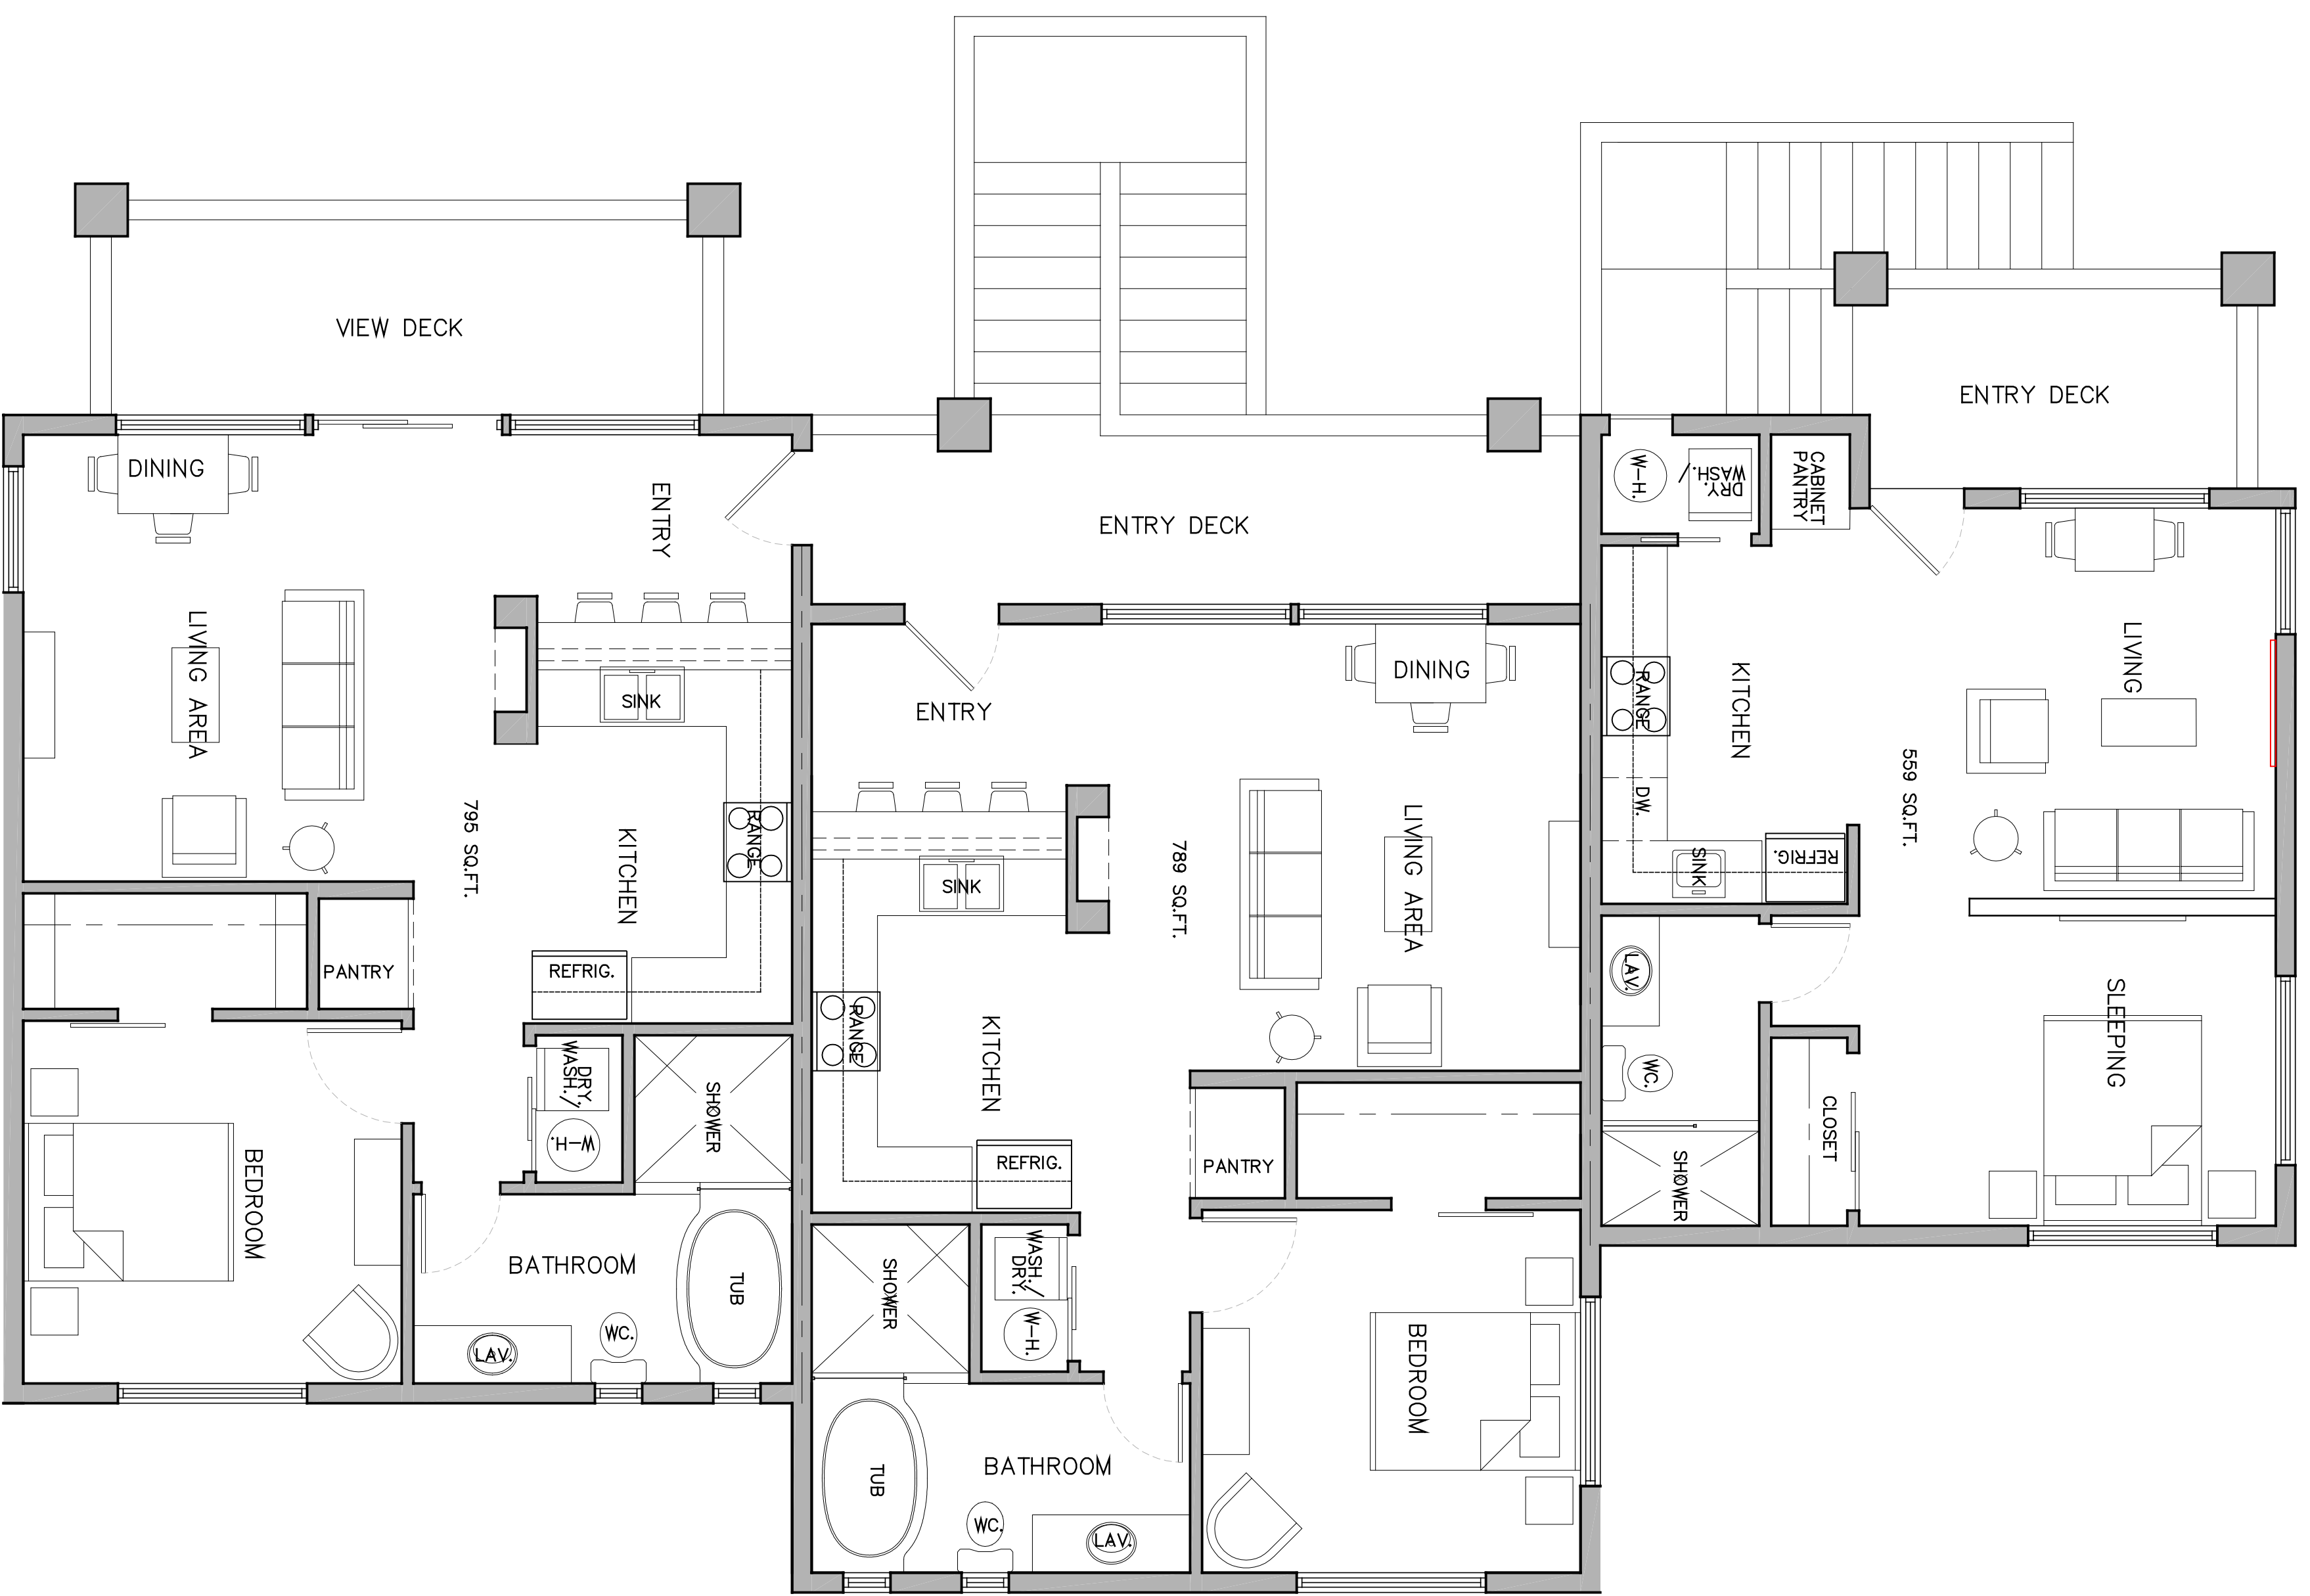 VIEW DECK
DINING
ENTRY
LIVING AREA
SINK
RANGE
795 SQ.FT.
KITCHEN
PANTRY
REFRIG.
WASH./
DRY.
W-H.
SHOWER
BEDROOM
BATHROOM
TUB
WC.
LAV.
ENTRY DECK
ENTRY
DINING
SINK
LIVING AREA
789 SQ.FT.
RANGE
KITCHEN
REFRIG.
PANTRY
SHOWER
WASH./
DRY.
W-H.
BEDROOM
BATHROOM
TUB
WC.
LAV.
ENTRY DECK
W-H.
WASH./
DRY.
CABINET
PANTRY
LIVING
KITCHEN
RANGE
559 SQ.FT.
DW.
SINK
REFRIG.
LAV.
WC.
SLEEPING
CLOSET
SHOWER